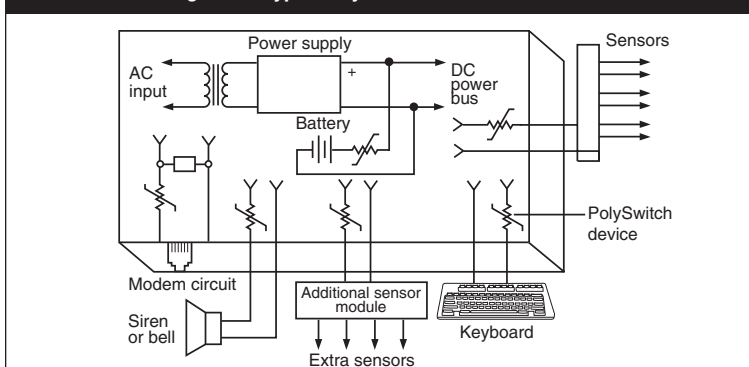 Power supply
Sensors
AC
input
+
DC
power
bus
Battery
PolySwitch
device
Modem circuit
Additional sensor
module
Siren
or bell
Keyboard
Extra sensors